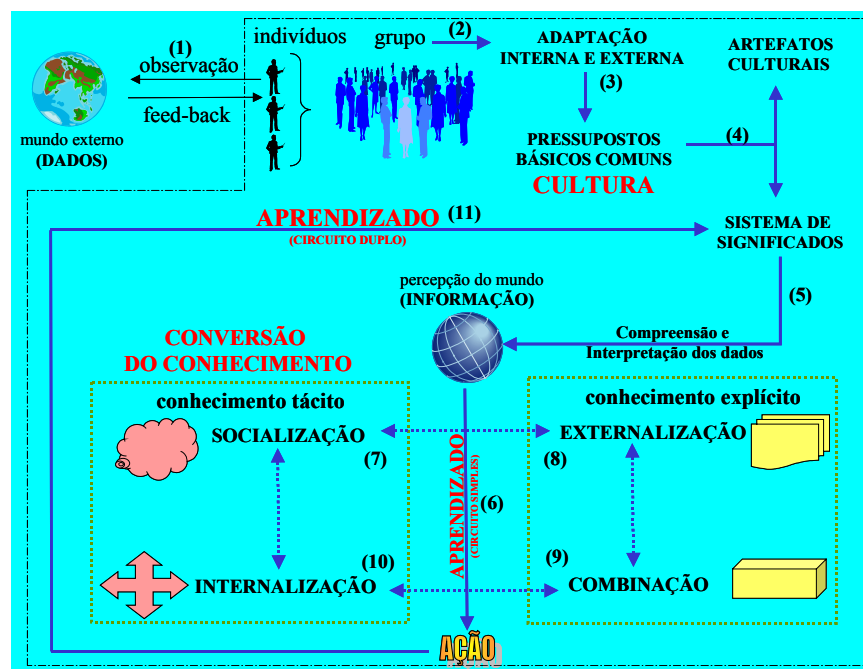 (1)
indivíduos
grupo
(2)
ADAPTAÇÃO
INTERNA E EXTERNA
ARTEFATOS
CULTURAIS
observação
feed-back
(3)
mundo externo
(DADOS)
PRESSUPOSTOS
BÁSICOS COMUNS
(4)
CULTURA
APRENDIZADO
(11)
(CIRCUITO DUPLO)
SISTEMA DE
SIGNIFICADOS
percepção do mundo
(INFORMAÇÃO)
(5)
Compreensão e
Interpretação dos dados
CONVERSÃO
DO CONHECIMENTO
conhecimento tácito
conhecimento explícito
SOCIALIZAÇÃO
EXTERNALIZAÇÃO
(7)
(8)
APRENDIZADO
(CIRCUITO SIMPLES)
(6)
(10)
(9)
INTERNALIZAÇÃO
COMBINAÇÃO
AÇÃO